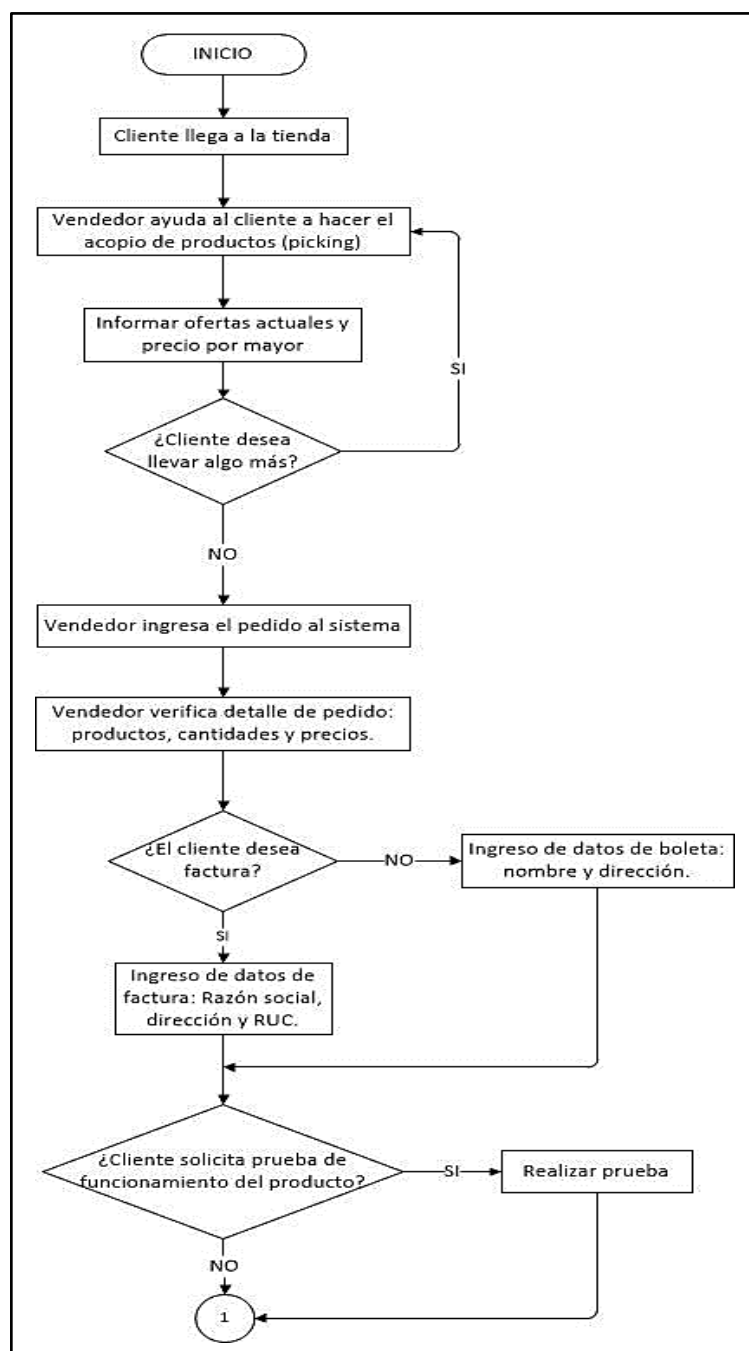 INICIO
Cliente llega a la tienda
Vendedor ayuda al cliente a hacer el
acopio de productos (picking)
Informar ofertas actuales y
precio por mayor
SI
¿Cliente desea
llevar algo más?
NO
Vendedor ingresa el pedido al sistema
Vendedor verifica detalle de pedido:
productos, cantidades y precios.
¿El cliente desea
factura?
NO
Ingreso de datos de boleta:
nombre y dirección.
SI
Ingreso de datos de
factura: Razón social,
dirección y RUC.
¿Cliente solicita prueba de
funcionamiento del producto?
SI
Realizar prueba
NO
1